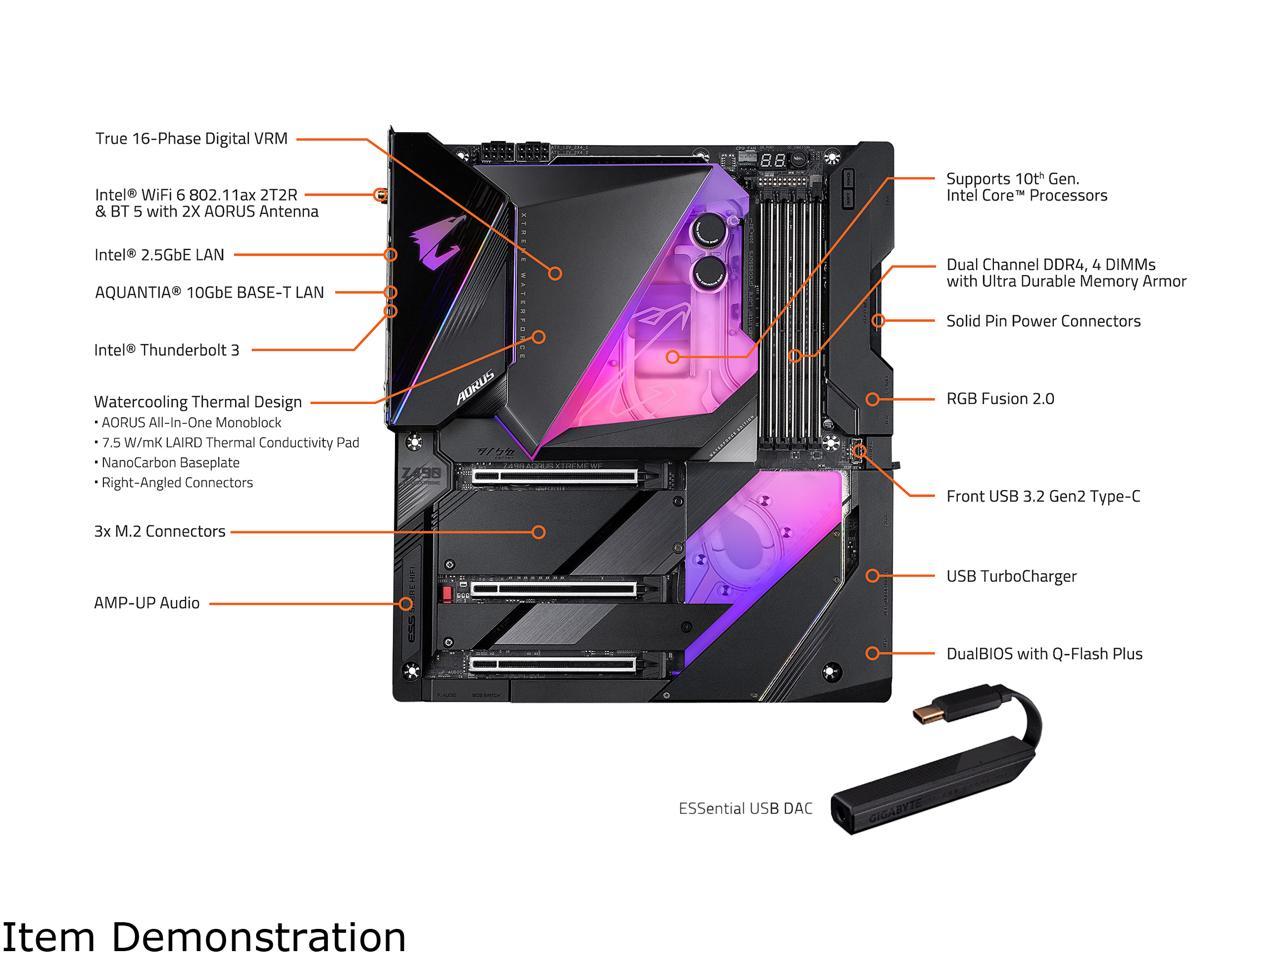 True 16-Phase Digital VRM
Intel® WiFi 6 802.11ax 2T2R
& BT 5 with 2X AORUS Antenna
Intel® 2.5GbE LAN
AQUANTIA® 10GbE BASE-T LAN
Intel® Thunderbolt 3
Watercooling Thermal Design
• AORUS All-In-One Monoblock
• 7.5 W/mK LAIRD Thermal Conductivity Pad
• NanoCarbon Baseplate
• Right-Angled Connectors
3x M.2 Connectors
AMP-UP Audio
XTREME WATERFORCE
AORUS
Z490
Z490 AORUS XTREME WF
WATERFORCE EDITION
CPU_FAN
88
ESS
Supports 10th Gen.
Intel Core™ Processors
Dual Channel DDR4, 4 DIMMs
with Ultra Durable Memory Armor
Solid Pin Power Connectors
RGB Fusion 2.0
Front USB 3.2 Gen2 Type-C
USB TurboCharger
DualBIOS with Q-Flash Plus
ESSential USB DAC
GIGABYTE
Item Demonstration